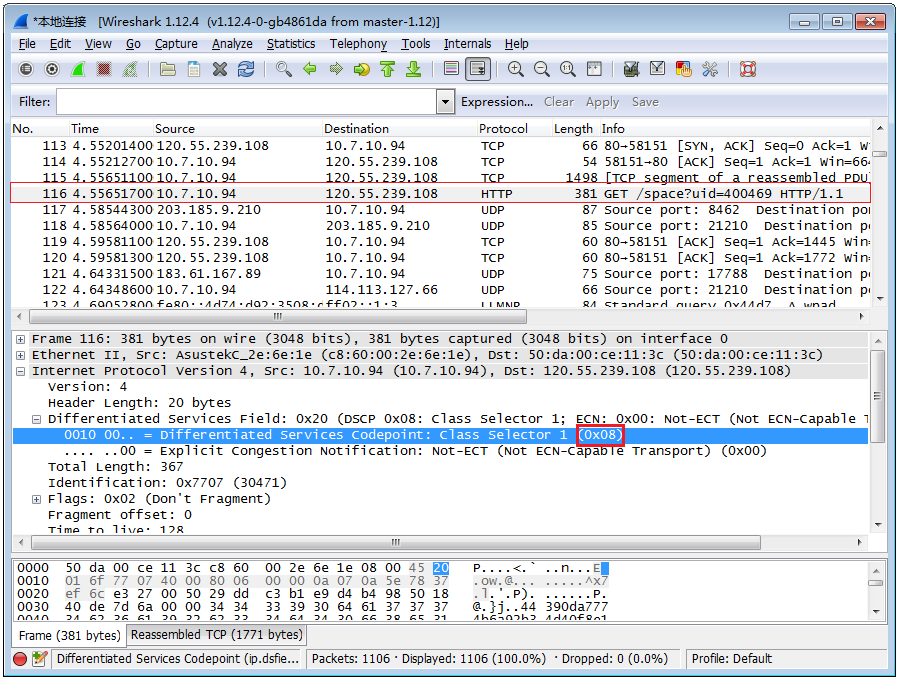 *本地连接 [Wireshark 1.12.4 (v1.12.4-0-gb4861da from master-1.12)]
File Edit View Go Capture Analyze Statistics Telephony Tools Internals Help
Filter: Expression... Clear Apply Save
No. Time Source Destination Protocol Length Info
113 4.55201400 120.55.239.108 10.7.10.94 TCP 66 80→58151 [SYN, ACK] Seq=0 Ack=1 W
114 4.55212700 10.7.10.94 120.55.239.108 TCP 54 58151→80 [ACK] Seq=1 Ack=1 Win=664
115 4.55651100 10.7.10.94 120.55.239.108 TCP 1498 [TCP segment of a reassembled PDU
116 4.55651700 10.7.10.94 120.55.239.108 HTTP 381 GET /space?uid=400469 HTTP/1.1
117 4.58544300 203.185.9.210 10.7.10.94 UDP 87 Source port: 8462 Destination po
118 4.58564000 10.7.10.94 203.185.9.210 UDP 85 Source port: 21210 Destination p
119 4.59581100 120.55.239.108 10.7.10.94 TCP 60 80→58151 [ACK] Seq=1 Ack=1445 Win
120 4.59581300 120.55.239.108 10.7.10.94 TCP 60 80→58151 [ACK] Seq=1 Ack=1772 Win
121 4.64331500 183.61.167.89 10.7.10.94 UDP 75 Source port: 17788 Destination p
122 4.64348600 10.7.10.94 114.113.127.66 UDP 66 Source port: 21210 Destination p
123 4.69052800 fe80::4d74:d92:3508: ff02::1:3 LLMNR 84 Standard query 0x44d7 A wpad
Frame 116: 381 bytes on wire (3048 bits), 381 bytes captured (3048 bits) on interface 0
Ethernet II, Src: AsustekC_2e:6e:1e (c8:60:00:2e:6e:1e), Dst: 50:da:00:ce:11:3c (50:da:00:ce:11:3c)
Internet Protocol Version 4, Src: 10.7.10.94 (10.7.10.94), Dst: 120.55.239.108 (120.55.239.108)
Version: 4
Header Length: 20 bytes
Differentiated Services Field: 0x20 (DSCP 0x08: Class Selector 1; ECN: 0x00: Not-ECT (Not ECN-Capable T
0010 00.. = Differentiated Services Codepoint: Class Selector 1 (0x08)
.... ..00 = Explicit Congestion Notification: Not-ECT (Not ECN-Capable Transport) (0x00)
Total Length: 367
Identification: 0x7707 (30471)
Flags: 0x02 (Don't Fragment)
Fragment offset: 0
Time to live: 128
0000 50 da 00 ce 11 3c c8 60 00 2e 6e 1e 08 00 45 20 P....<.` ..n...E
0010 01 6f 77 07 40 00 80 06 00 00 0a 07 0a 5e 78 37 .ow.@... .....^x7
0020 ef 6c e3 27 00 50 29 dd c3 b1 e9 d4 b4 98 50 18 .l.'.P). ......P.
0030 40 de 7d 6a 00 00 34 34 33 39 30 64 61 37 37 37 @.}j..44 390da777
0040 34 62 36 61 39 32 62 33 34 64 34 30 66 38 65 31 4b6a92b3 4d40f8e1
Frame (381 bytes) Reassembled TCP (1771 bytes)
Differentiated Services Codepoint (ip.dsfie... Packets: 1106 · Displayed: 1106 (100.0%) · Dropped: 0 (0.0%) Profile: Default